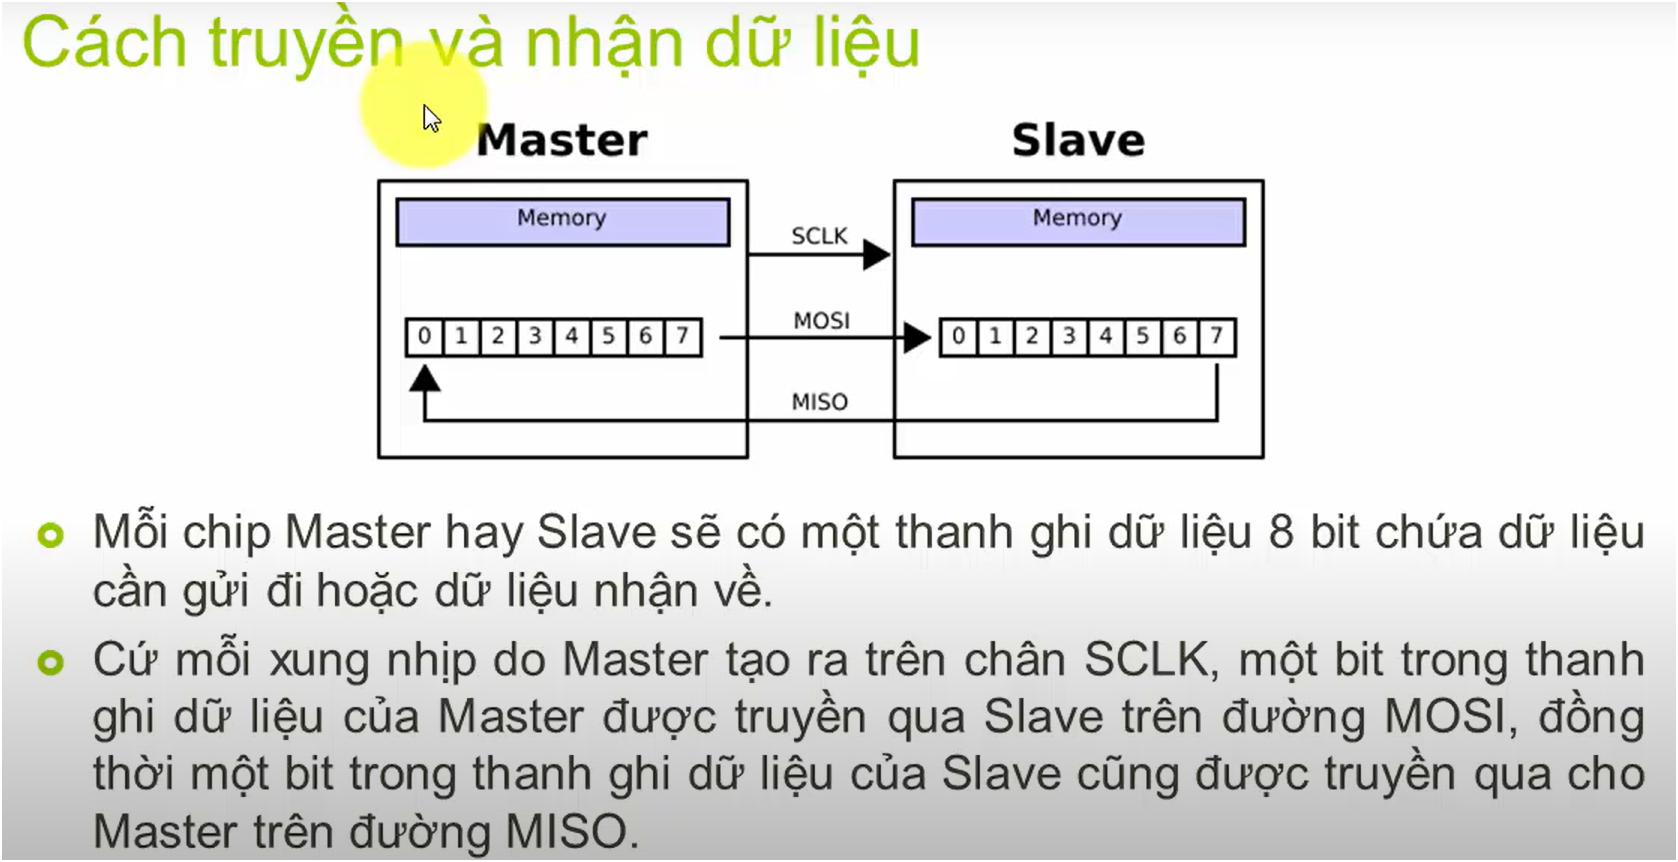 Cách truyền và nhận dữ liệu
Master
Slave
Memory
Memory
SCLK
MOSI
0 1 2 3 4 5 6 7
0 1 2 3 4 5 6 7
MISO
Mỗi chip Master hay Slave sẽ có một thanh ghi dữ liệu 8 bit chứa dữ liệu
cần gửi đi hoặc dữ liệu nhận về.
Cứ mỗi xung nhịp do Master tạo ra trên chân SCLK, một bit trong thanh
ghi dữ liệu của Master được truyền qua Slave trên đường MOSI, đồng
thời một bit trong thanh ghi dữ liệu của Slave cũng được truyền qua cho
Master trên đường MISO.